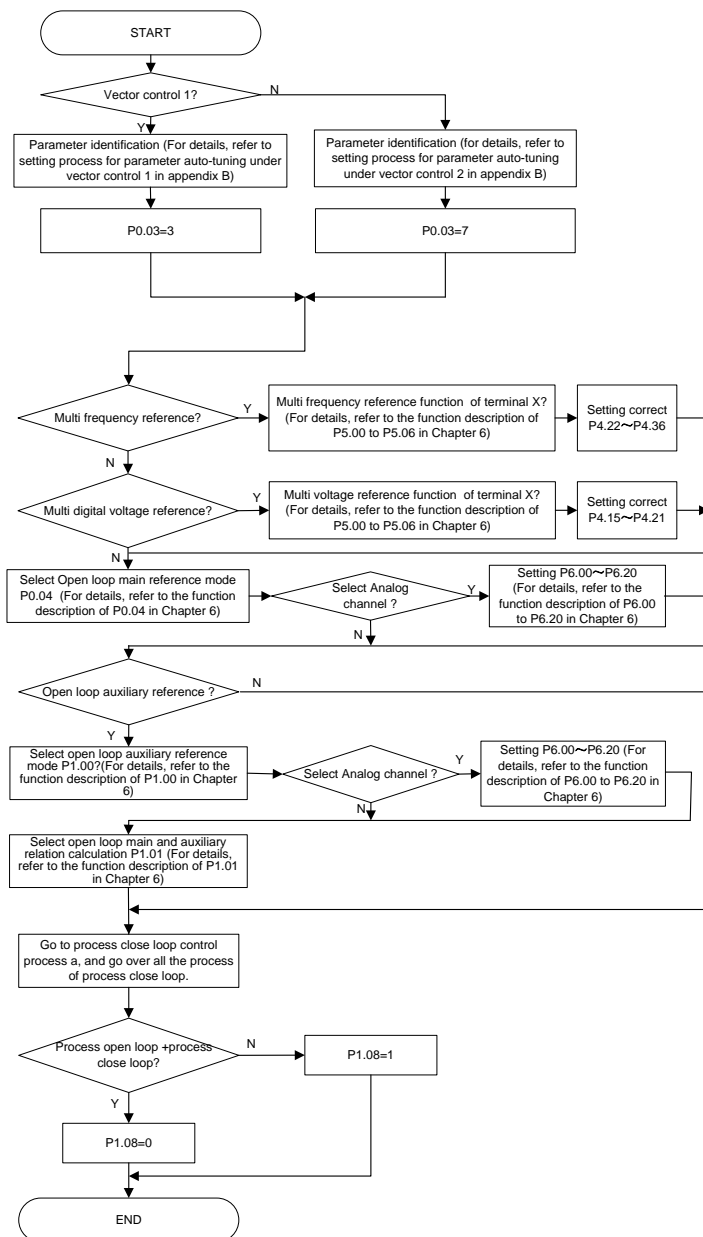 START
Vector control 1?
N
Y
Parameter identification (For details, refer to
setting process for parameter auto-tuning under
vector control 1 in appendix B)
Parameter identification (for details, refer to
setting process for parameter auto-tuning
under vector control 2 in appendix B)
P0.03=3
P0.03=7
Multi frequency reference?
Y
Multi frequency reference function of terminal X?
(For details, refer to the function description of
P5.00 to P5.06 in Chapter 6)
Setting correct
P4.22～P4.36
N
Multi digital voltage reference?
Y
Multi voltage reference function of terminal X?
(For details, refer to the function description of
P5.00 to P5.06 in Chapter 6)
Setting correct
P4.15～P4.21
N
Select Open loop main reference mode
P0.04 (For details, refer to the function
description of P0.04 in Chapter 6)
Select Analog
channel ?
Y
Setting P6.00～P6.20
(For details, refer to the
function description of P6.00
to P6.20 in Chapter 6)
N
Open loop auxiliary reference ?
N
Y
Select open loop auxiliary reference
mode P1.00?(For details, refer to the
function description of P1.00 in Chapter
6)
Select Analog channel ?
Y
Setting P6.00～P6.20 (For
details, refer to the function
description of P6.00 to P6.20 in
Chapter 6)
N
Select open loop main and auxiliary
relation calculation P1.01 (For details,
refer to the function description of P1.01
in Chapter 6)
Go to process close loop control
process a, and go over all the process
of process close loop.
Process open loop +process
close loop?
N
P1.08=1
Y
P1.08=0
END